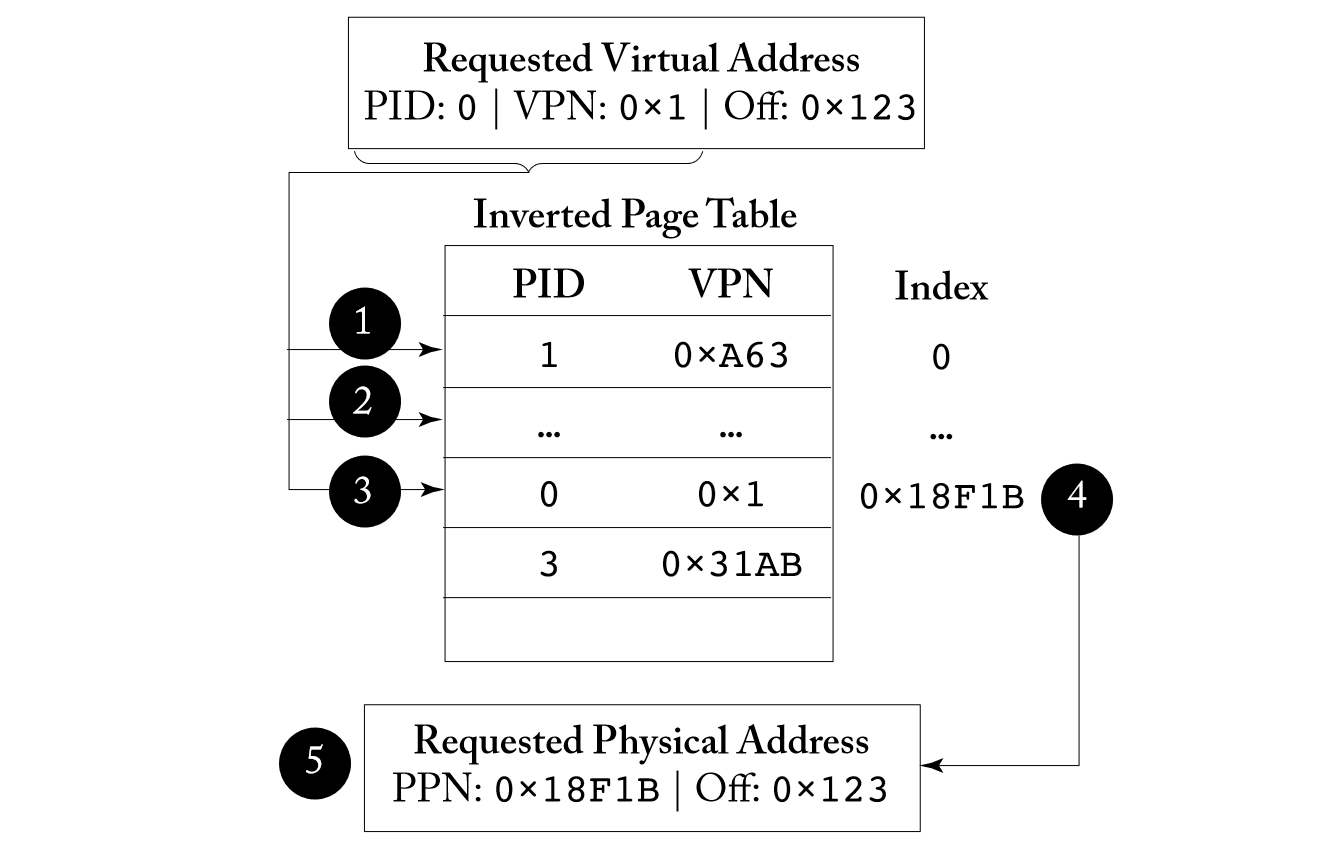 Requested Virtual Address
PID: 0 | VPN: 0×1 | Off: 0×123
Inverted Page Table
PID VPN Index
1
1 0×A63 0
2
... ... ...
3
0 0×1 0×18F1B
4
3 0×31AB
Requested Physical Address
5
PPN: 0×18F1B | Off: 0×123